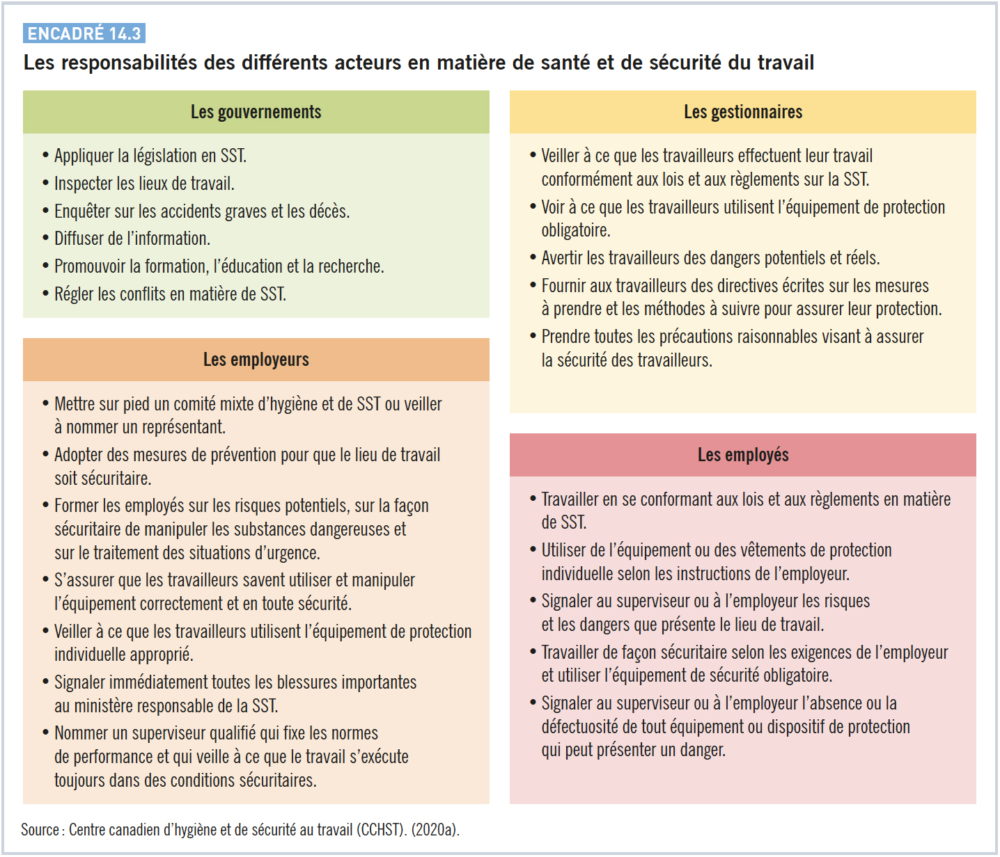 ENCADRÉ 14.3
Les responsabilités des différents acteurs en matière de santé et de sécurité du travail
Les gouvernements
• Appliquer la législation en SST.
• Inspecter les lieux de travail.
• Enquêter sur les accidents graves et les décès.
• Diffuser de l’information.
• Promouvoir la formation, l’éducation et la recherche.
• Régler les conflits en matière de SST.
Les employeurs
• Mettre sur pied un comité mixte d’hygiène et de SST ou veiller
à nommer un représentant.
• Adopter des mesures de prévention pour que le lieu de travail
soit sécuritaire.
• Former les employés sur les risques potentiels, sur la façon
sécuritaire de manipuler les substances dangereuses et
sur le traitement des situations d’urgence.
• S’assurer que les travailleurs savent utiliser et manipuler
l’équipement correctement et en toute sécurité.
• Veiller à ce que les travailleurs utilisent l’équipement de protection
individuelle approprié.
• Signaler immédiatement toutes les blessures importantes
au ministère responsable de la SST.
• Nommer un superviseur qualifié qui fixe les normes
de performance et qui veille à ce que le travail s’exécute
toujours dans des conditions sécuritaires.
Les gestionnaires
• Veiller à ce que les travailleurs effectuent leur travail
conformément aux lois et aux règlements sur la SST.
• Voir à ce que les travailleurs utilisent l’équipement de protection
obligatoire.
• Avertir les travailleurs des dangers potentiels et réels.
• Fournir aux travailleurs des directives écrites sur les mesures
à prendre et les méthodes à suivre pour assurer leur protection.
• Prendre toutes les précautions raisonnables visant à assurer
la sécurité des travailleurs.
Les employés
• Travailler en se conformant aux lois et aux règlements en matière
de SST.
• Utiliser de l’équipement ou des vêtements de protection
individuelle selon les instructions de l’employeur.
• Signaler au superviseur ou à l’employeur les risques
et les dangers que présente le lieu de travail.
• Travailler de façon sécuritaire selon les exigences de l’employeur
et utiliser l’équipement de sécurité obligatoire.
• Signaler au superviseur ou à l’employeur l’absence ou la
défectuosité de tout équipement ou dispositif de protection
qui peut présenter un danger.
Source : Centre canadien d’hygiène et de sécurité au travail (CCHST). (2020a).